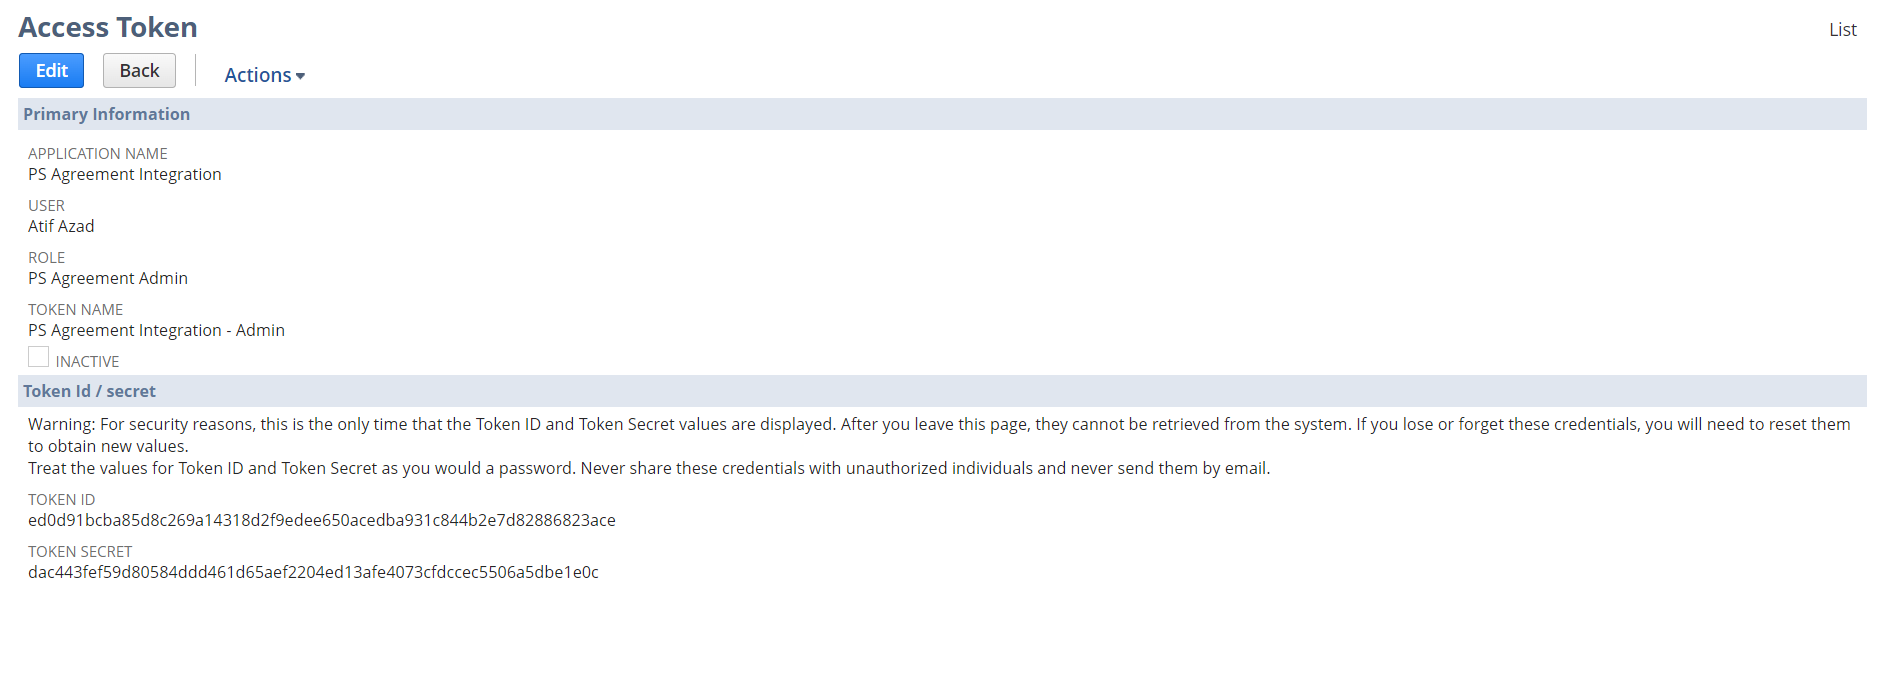 Access Token
List
Edit
Back
Actions
Primary Information
APPLICATION NAME
PS Agreement Integration
USER
Atif Azad
ROLE
PS Agreement Admin
TOKEN NAME
PS Agreement Integration - Admin
INACTIVE
Token Id / secret
Warning: For security reasons, this is the only time that the Token ID and Token Secret values are displayed. After you leave this page, they cannot be retrieved from the system. If you lose or forget these credentials, you will need to reset them
to obtain new values.
Treat the values for Token ID and Token Secret as you would a password. Never share these credentials with unauthorized individuals and never send them by email.
TOKEN ID
ed0d91bcba85d8c269a14318d2f9edee650acedba931c844b2e7d82886823ace
TOKEN SECRET
dac443fef59d80584ddd461d65aef2204ed13afe4073cfdccec5506a5dbe1e0c